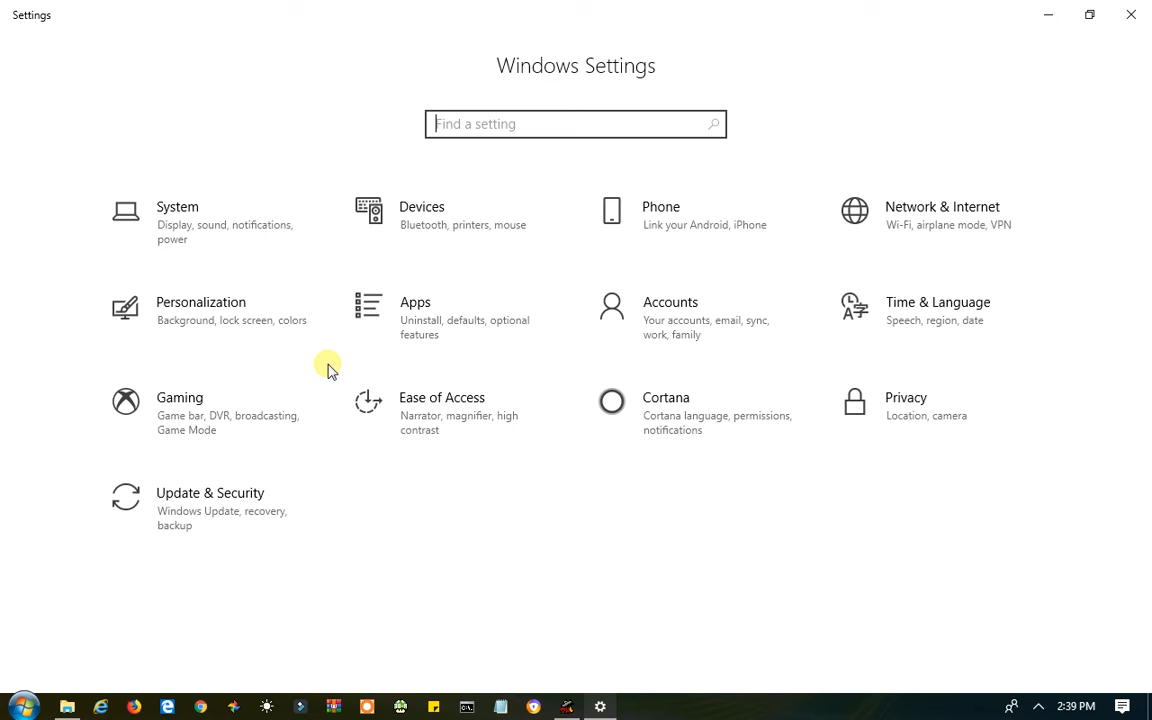 Settings
Windows Settings
Find a setting
System
Display, sound, notifications,
power
Devices
Bluetooth, printers, mouse
Phone
Link your Android, iPhone
Network & Internet
Wi-Fi, airplane mode, VPN
Personalization
Background, lock screen, colors
Apps
Uninstall, defaults, optional
features
Accounts
Your accounts, email, sync,
work, family
Time & Language
Speech, region, date
Gaming
Game bar, DVR, broadcasting,
Game Mode
Ease of Access
Narrator, magnifier, high
contrast
Cortana
Cortana language, permissions,
notifications
Privacy
Location, camera
Update & Security
Windows Update, recovery,
backup
2:39 PM